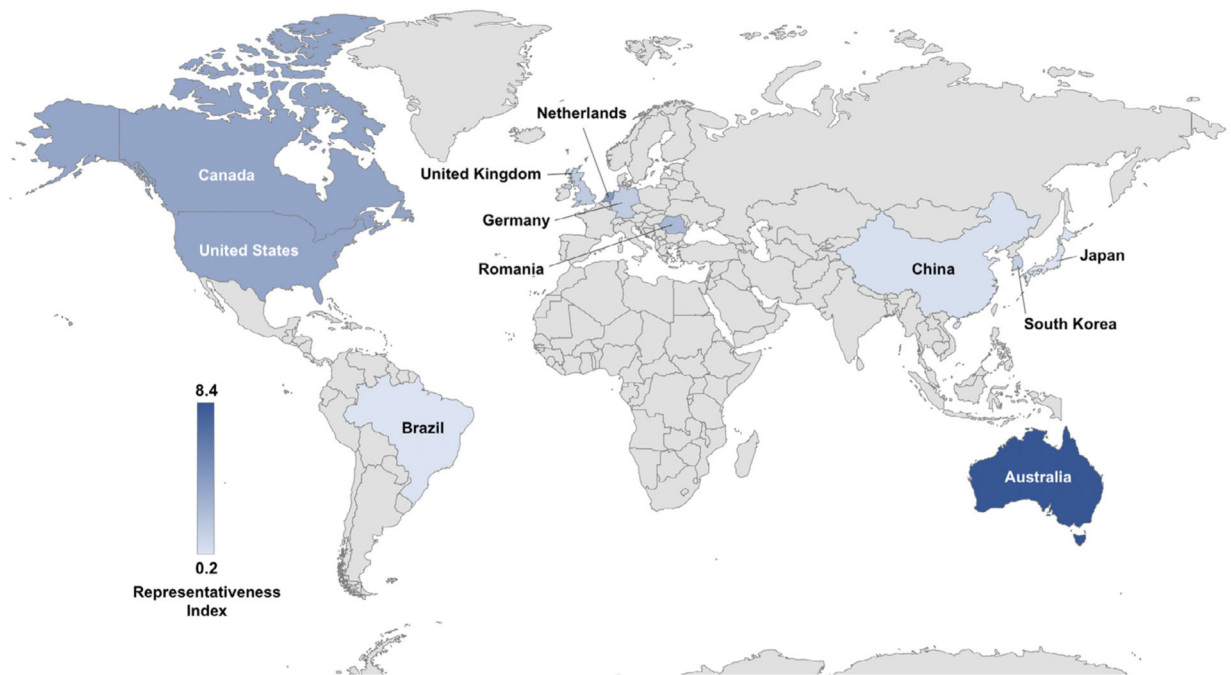 Netherlands
United Kingdom
Canada
Germany
United States
Romania
China
Japan
South Korea
8.4
Brazil
Australia
0.2
Representativeness
Index